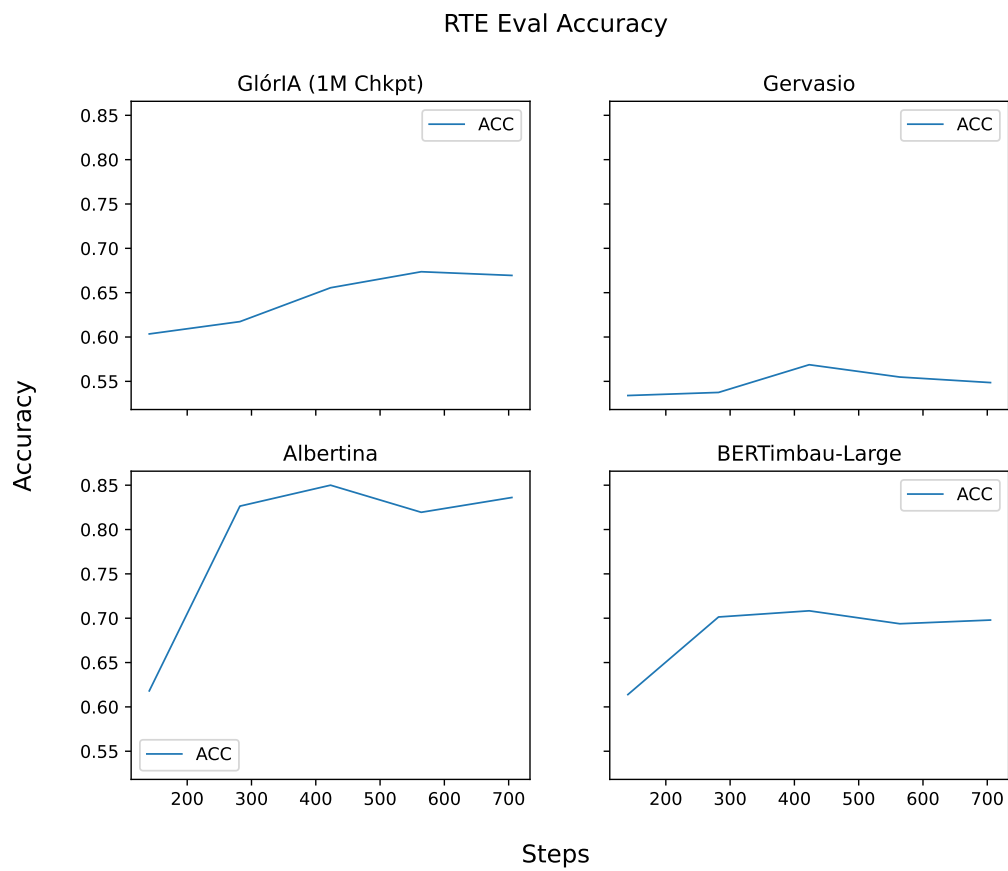 RTE Eval Accuracy
GlórIA (1M Chkpt)
ACC
0.85
0.80
0.75
0.70
0.65
0.60
0.55
Gervasio
ACC
Accuracy
Albertina
ACC
0.85
0.80
0.75
0.70
0.65
0.60
0.55
200 300 400 500 600 700
BERTimbau-Large
ACC
200 300 400 500 600 700
Steps